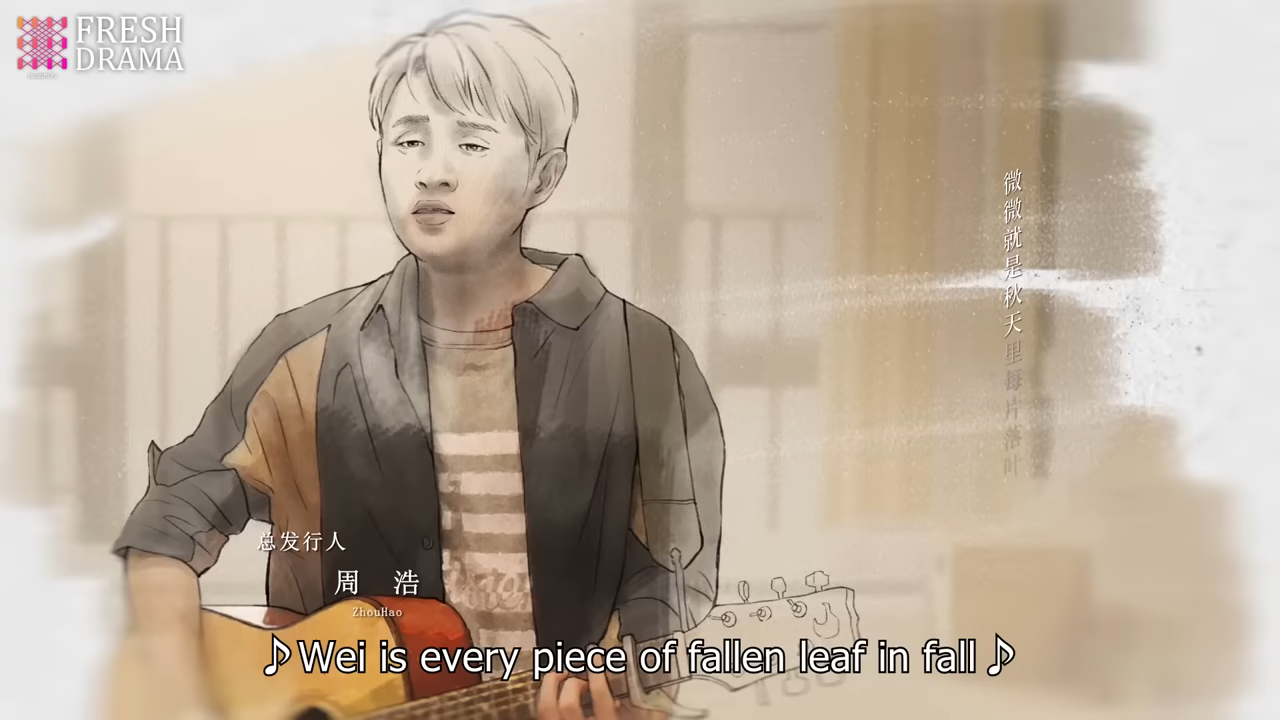 FRESH
DRAMA
微微就是秋天里每片落叶
总发行人
周 浩
ZhouHao
♪Wei is every piece of fallen leaf in fall♪